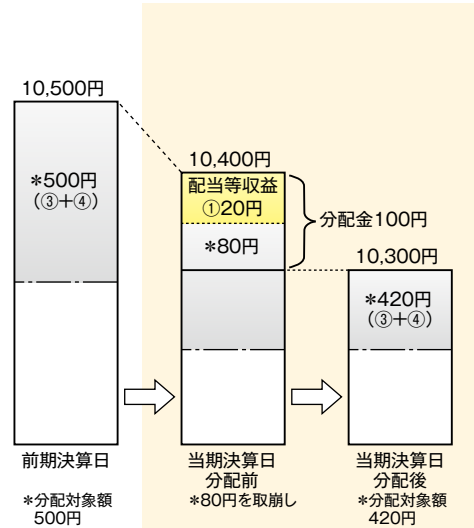 10,500円
*500円
(③+④)
前期決算日
*分配対象額
500円
10,400円
配当等収益
①20円
*80円
分配金100円
当期決算日
分配前
*80円を取崩し
10,300円
*420円
(③+④)
当期決算日
分配後
*分配対象額
420円